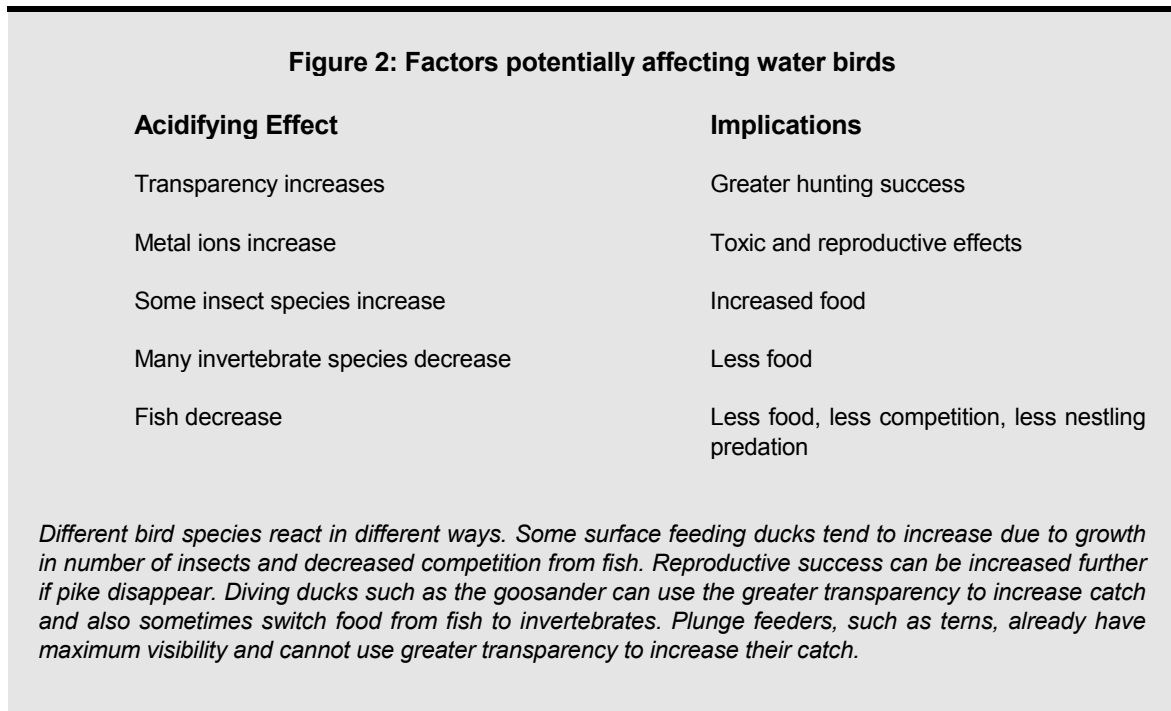 Figure 2: Factors potentially affecting water birds
Acidifying Effect Implications
Transparency increases Greater hunting success
Metal ions increase Toxic and reproductive effects
Some insect species increase Increased food
Many invertebrate species decrease Less food
Fish decrease Less food, less competition, less nestling
predation
Different bird species react in different ways. Some surface feeding ducks tend to increase due to growth
in number of insects and decreased competition from fish. Reproductive success can be increased further
if pike disappear. Diving ducks such as the goosander can use the greater transparency to increase catch
and also sometimes switch food from fish to invertebrates. Plunge feeders, such as terns, already have
maximum visibility and cannot use greater transparency to increase their catch.